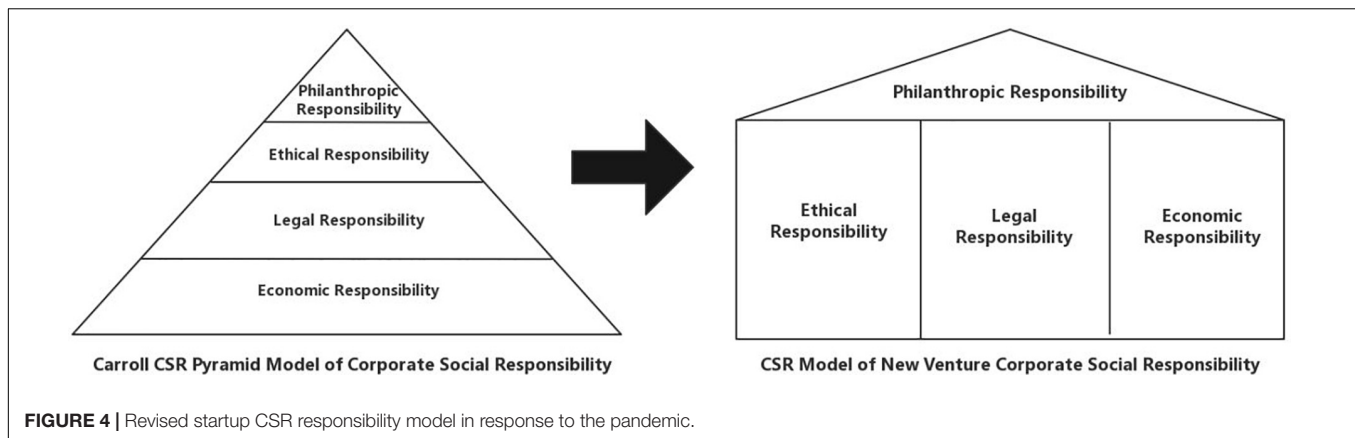 Philanthropic
Responsibility
Ethical Responsibility
Legal Responsibility
Economic Responsibility
Carroll CSR Pyramid Model of Corporate Social Responsibility
Philanthropic Responsibility
Ethical
Responsibility
Legal
Responsibility
Economic
Responsibility
CSR Model of New Venture Corporate Social Responsibility
FIGURE 4 | Revised startup CSR responsibility model in response to the pandemic.